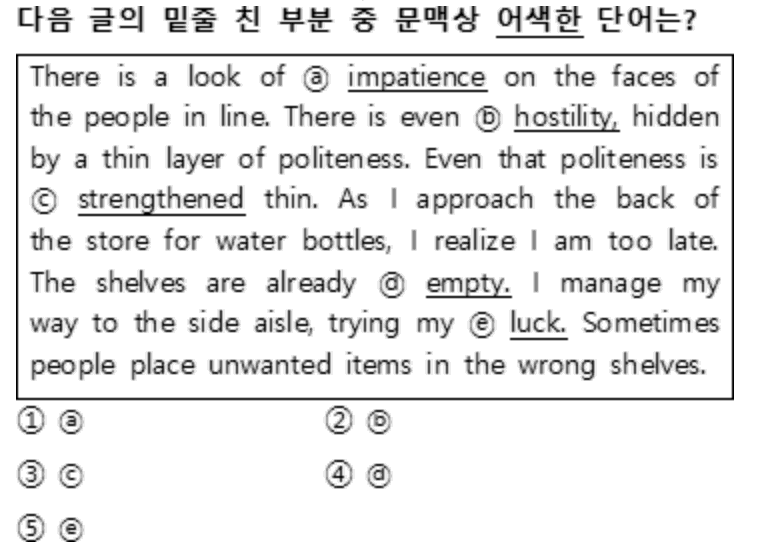 다음 글의 밑줄 친 부분 중 문맥상 어색한 단어는?
There is a look of ⓐ impatience on the faces of
the people in line. There is even ⓑ hostility, hidden
by a thin layer of politeness. Even that politeness is
ⓒ strengthened thin. As I approach the back of
the store for water bottles, I realize I am too late.
The shelves are already ⓓ empty. I manage my
way to the side aisle, trying my ⓔ luck. Sometimes
people place unwanted items in the wrong shelves.
① ⓐ ② ⓑ
③ ⓒ ④ ⓓ
⑤ ⓔ